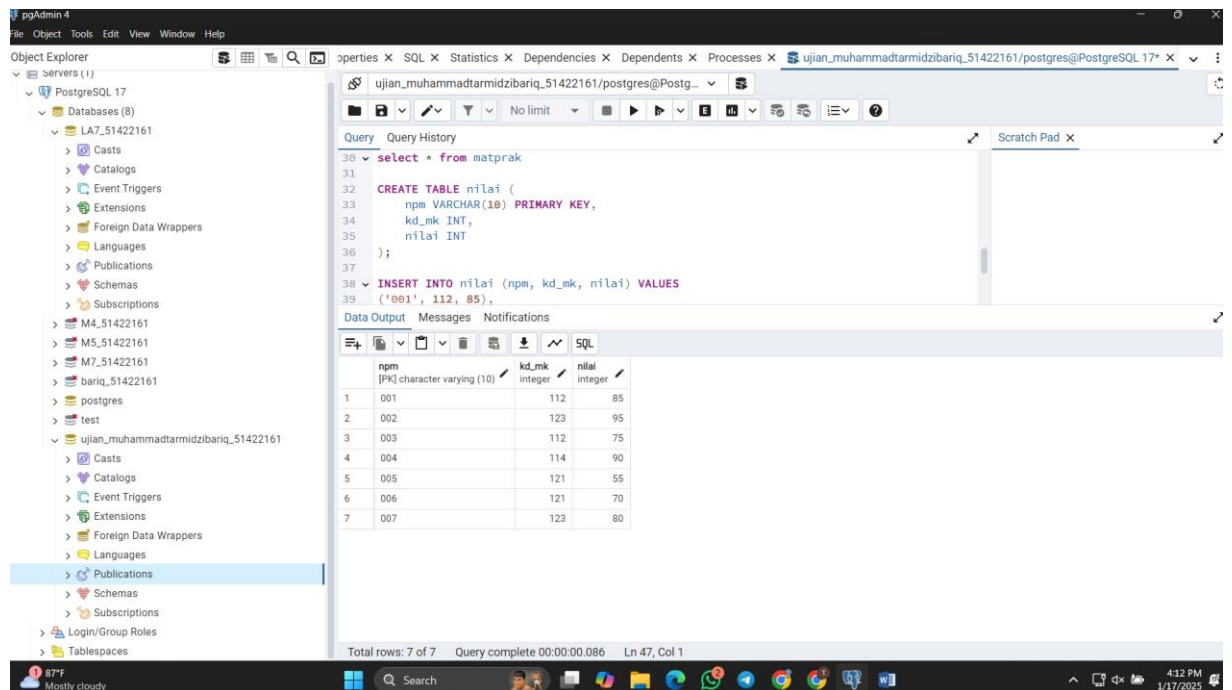 pgAdmin 4
File Object Tools Edit View Window Help
Object Explorer
Servers (1)
PostgreSQL 17
Databases (8)
LA7_51422161
Casts
Catalogs
Event Triggers
Extensions
Foreign Data Wrappers
Languages
Publications
Schemas
Subscriptions
M4_51422161
M5_51422161
M7_51422161
bariq_51422161
postgres
test
ujian_muhammadtarmidzibariq_51422161
Casts
Catalogs
Event Triggers
Extensions
Foreign Data Wrappers
Languages
Publications
Schemas
Subscriptions
Login/Group Roles
Tablespaces
operties X SQL X Statistics X Dependencies X Dependents X Processes X ujian_muhammadtarmidzibariq_51422161/postgres@PostgreSQL 17* X
ujian_muhammadtarmidzibariq_51422161/postgres@Postg...
No limit
Query Query History
Scratch Pad X
30 select * from matprak
31
32 CREATE TABLE nilai (
33 npm VARCHAR(10) PRIMARY KEY,
34 kd_mk INT,
35 nilai INT
36 );
37
38 INSERT INTO nilai (npm, kd_mk, nilai) VALUES
39 ('001', 112, 85),
Data Output Messages Notifications
SQL
npm kd_mk nilai
[PK] character varying (10) integer integer
1 001 112 85
2 002 123 95
3 003 112 75
4 004 114 90
5 005 121 55
6 006 121 70
7 007 123 80
Total rows: 7 of 7 Query complete 00:00:00.086 Ln 47, Col 1
1
87°F
Mostly cloudy
Search
4:12 PM
1/17/2025